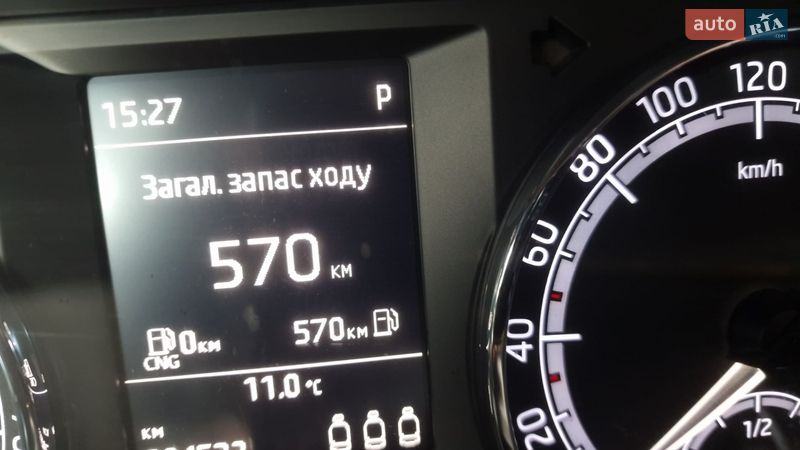 auto RIA .com
15:27 P
Загал. запас ходу
570 км
0км 570км
CNG
11,0 °C
км
120
100
80
60
40
20
km/h
1/2